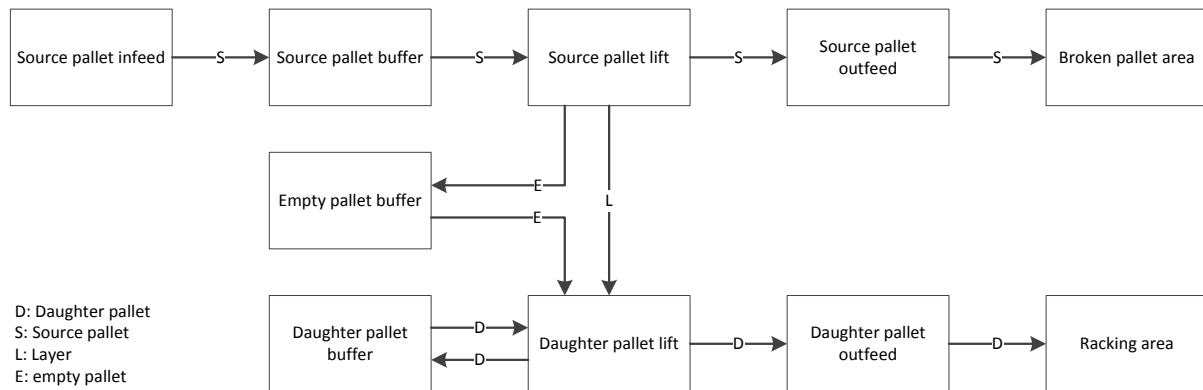 Source pallet infeed
S
Source pallet buffer
S
Source pallet lift
S
Source pallet
outfeed
S
Broken pallet area
Empty pallet buffer
E
E
L
D: Daughter pallet
S: Source pallet
L: Layer
E: empty pallet
Daughter pallet
buffer
D
D
Daughter pallet lift
D
Daughter pallet
outfeed
D
Racking area